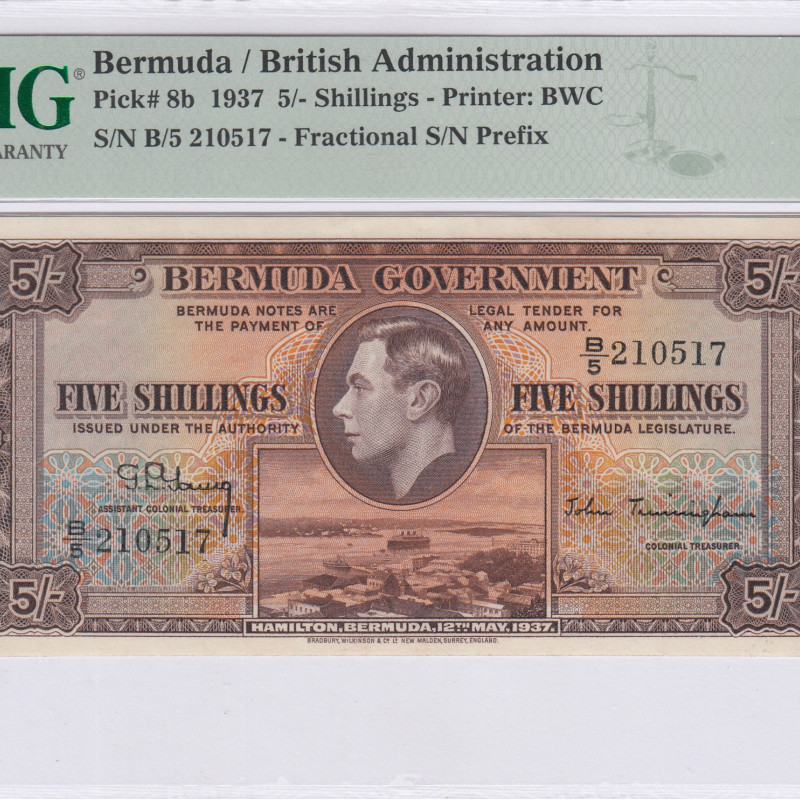 MG®
ARANTY
Bermuda / British Administration
Pick# 8b 1937 5/- Shillings - Printer: BWC
S/N B/5 210517 - Fractional S/N Prefix
5/- BERMUDA GOVERNMENT 5/-
BERMUDA NOTES ARE LEGAL TENDER FOR
THE PAYMENT OF ANY AMOUNT.
B/5 210517
FIVE SHILLINGS FIVE SHILLINGS
ISSUED UNDER THE AUTHORITY OF THE BERMUDA LEGISLATURE.
John Trimingham
ASSISTANT COLONIAL TREASURER.
B/5 210517
COLONIAL TREASURER.
5/- 5/-
HAMILTON, BERMUDA, 12TH MAY, 1937.
BRADBURY, WILKINSON & Cº Lᴰ NEW MALDEN, SURREY, ENGLAND.